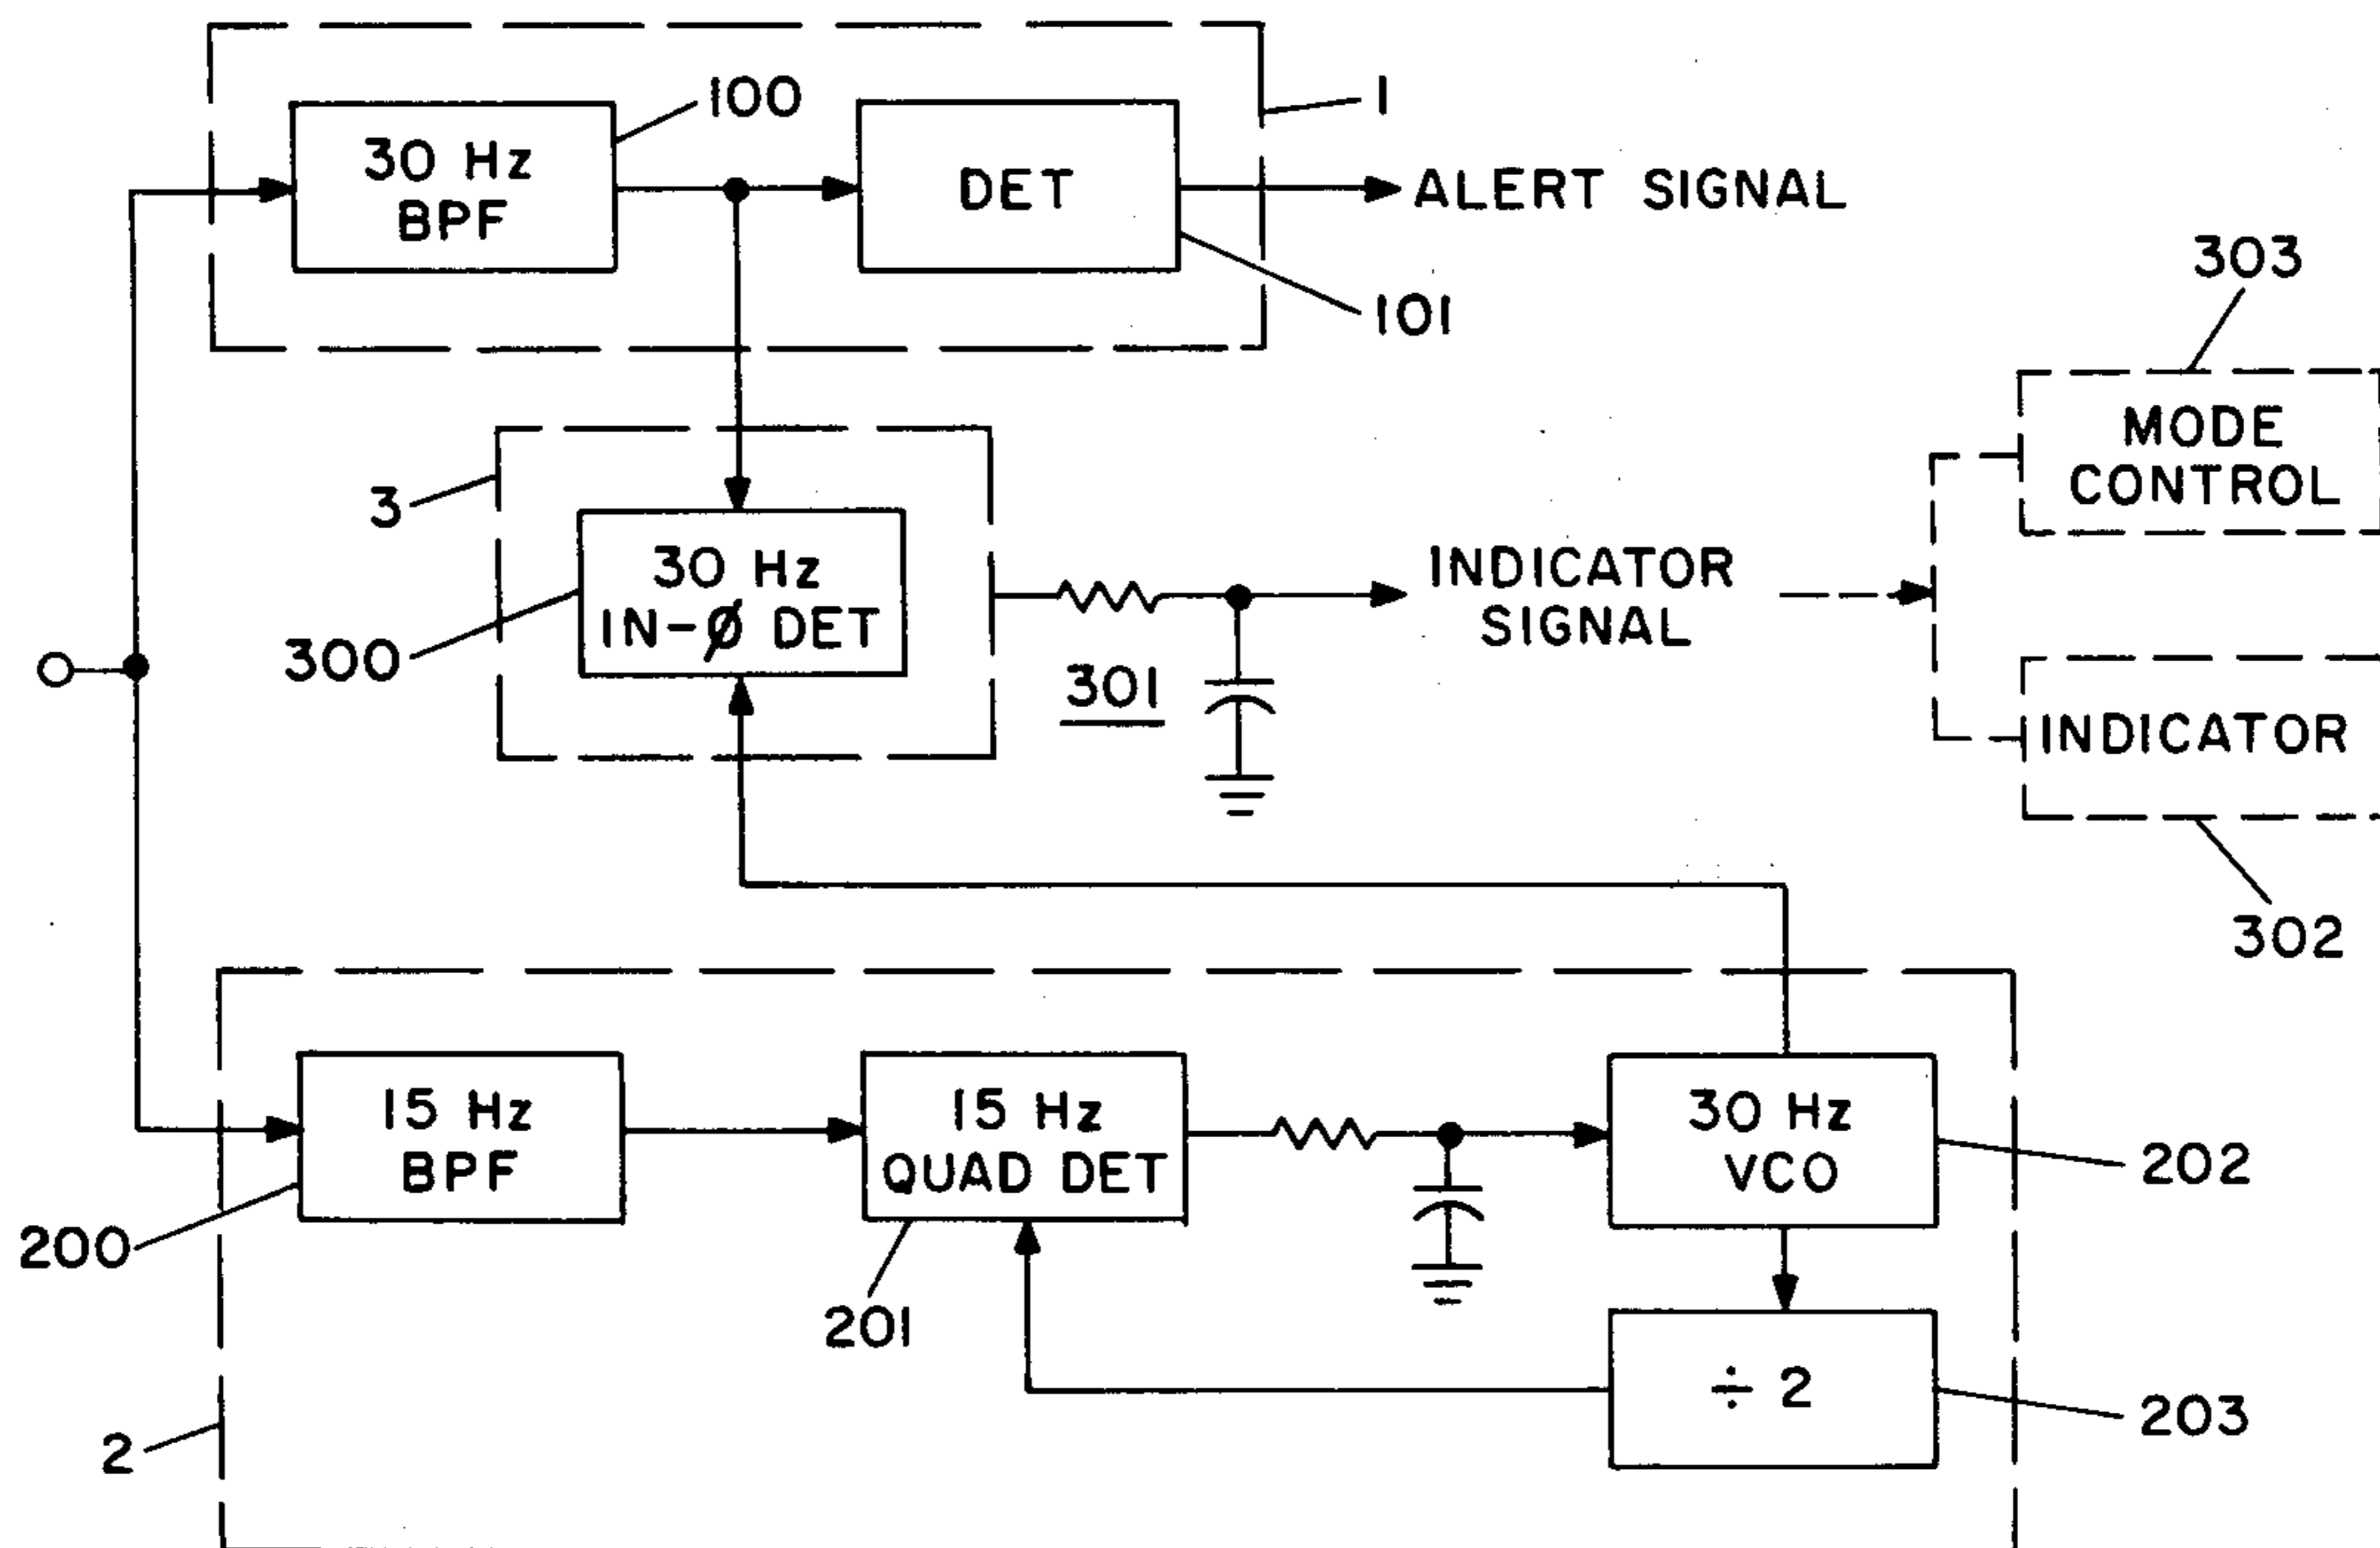 100
1
30 Hz
BPF
DET
ALERT SIGNAL
101
303
MODE
CONTROL
3
30 Hz
IN-Ø DET
300
301
INDICATOR
SIGNAL
INDICATOR
302
15 Hz
BPF
15 Hz
QUAD DET
30 Hz
VCO
202
200
201
÷ 2
203
2